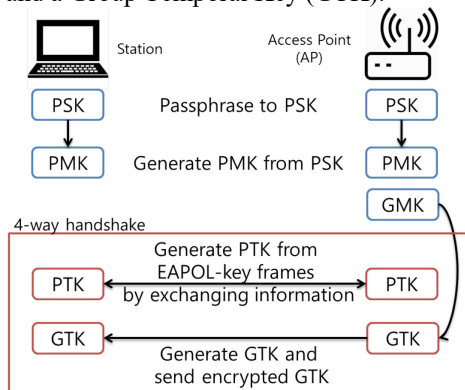 and a Group Temporal Key (GTK).
Station
Access Point
(AP)
PSK Passphrase to PSK PSK
PMK Generate PMK from PSK PMK
GMK
4-way handshake
Generate PTK from
EAPOL-key frames
PTK PTK
by exchanging information
GTK GTK
Generate GTK and
send encrypted GTK